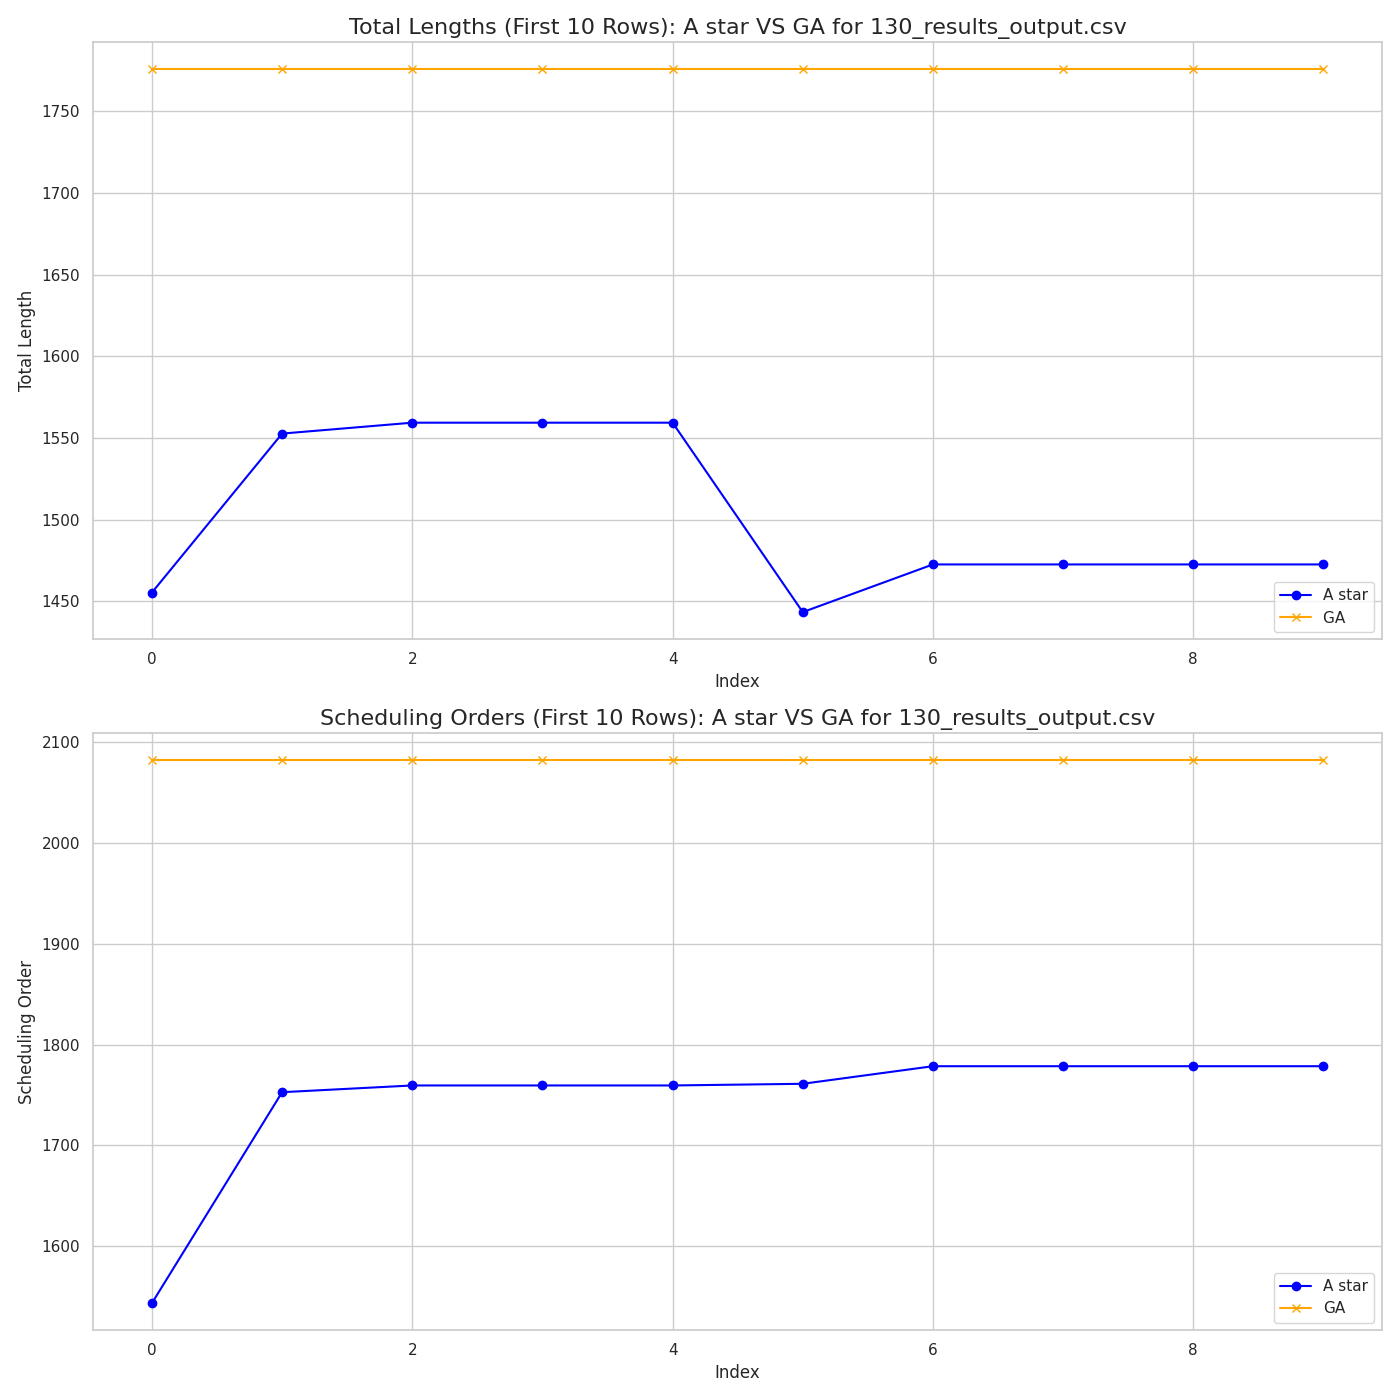 Total Lengths (First 10 Rows): A star VS GA for 130_results_output.csv
Total Length
1750
1700
1650
1600
1550
1500
1450
0 2 4 6 8
Index
A star
GA
Scheduling Orders (First 10 Rows): A star VS GA for 130_results_output.csv
Scheduling Order
2100
2000
1900
1800
1700
1600
0 2 4 6 8
Index
A star
GA